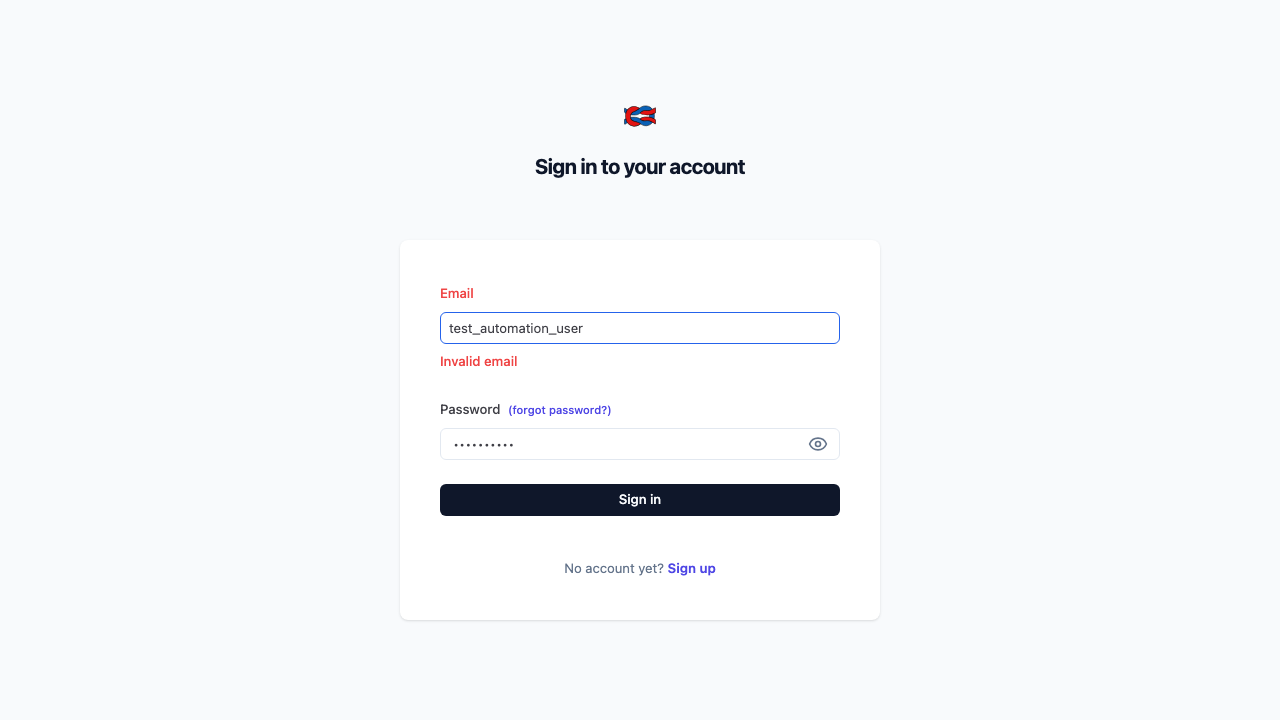 Sign in to your account
Email
test_automation_user
Invalid email
Password (forgot password?)
••••••••••
Sign in
No account yet? Sign up